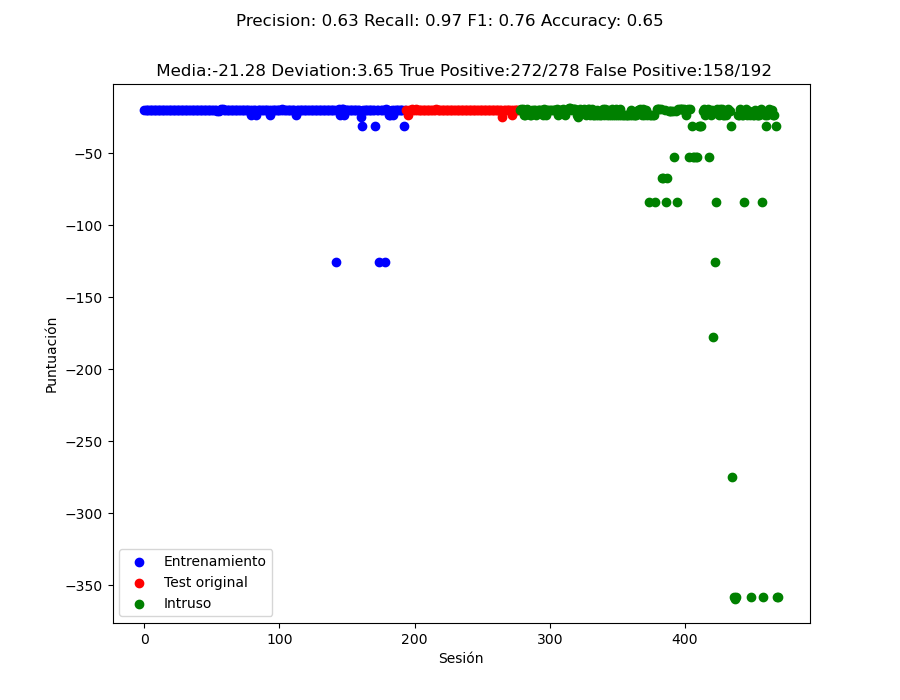 Precision: 0.63 Recall: 0.97 F1: 0.76 Accuracy: 0.65
Media:-21.28 Deviation:3.65 True Positive:272/278 False Positive:158/192
Puntuación
−50
−100
−150
−200
−250
−300
−350
Entrenamiento
Test original
Intruso
0
100
200
300
400
Sesión